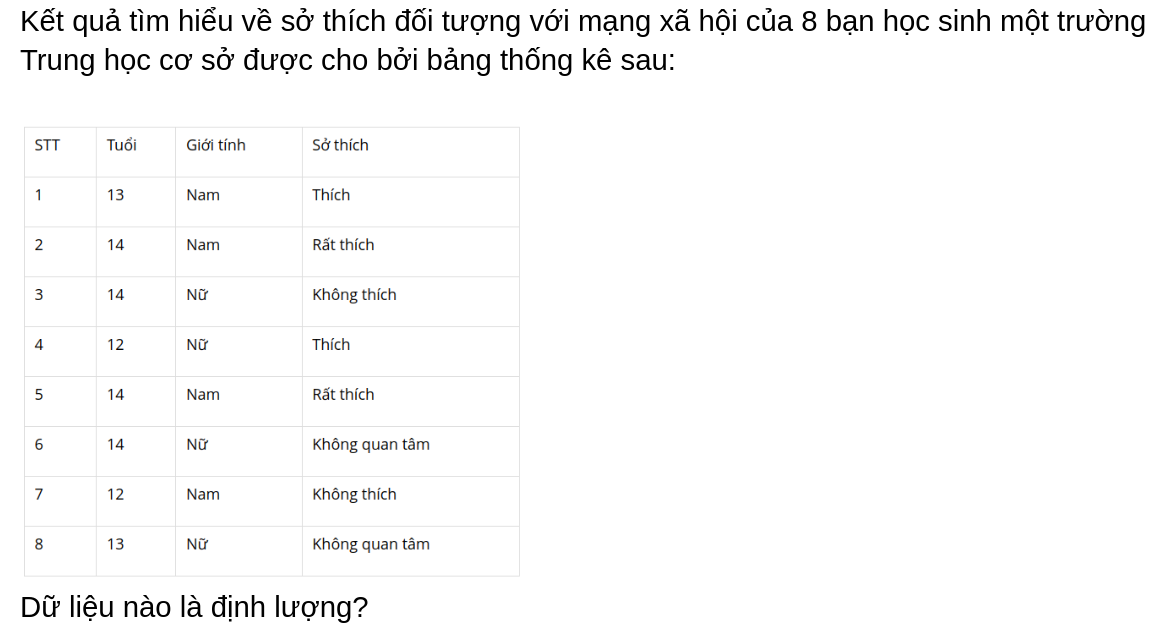 Kết quả tìm hiểu về sở thích đối tượng với mạng xã hội của 8 bạn học sinh một trường
Trung học cơ sở được cho bởi bảng thống kê sau:
STT Tuổi Giới tính Sở thích
1 13 Nam Thích
2 14 Nam Rất thích
3 14 Nữ Không thích
4 12 Nữ Thích
5 14 Nam Rất thích
6 14 Nữ Không quan tâm
7 12 Nam Không thích
8 13 Nữ Không quan tâm
Dữ liệu nào là định lượng?